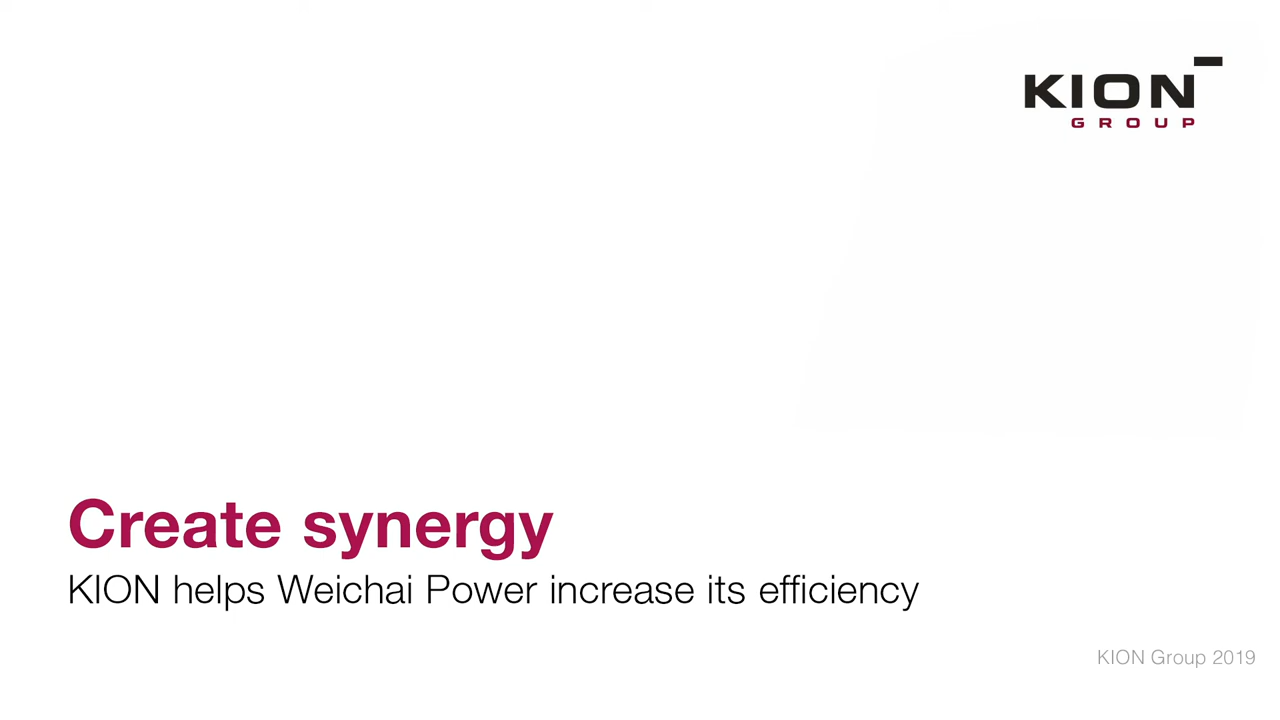 KION
GROUP
Create synergy
KION helps Weichai Power increase its efficiency
KION Group 2019